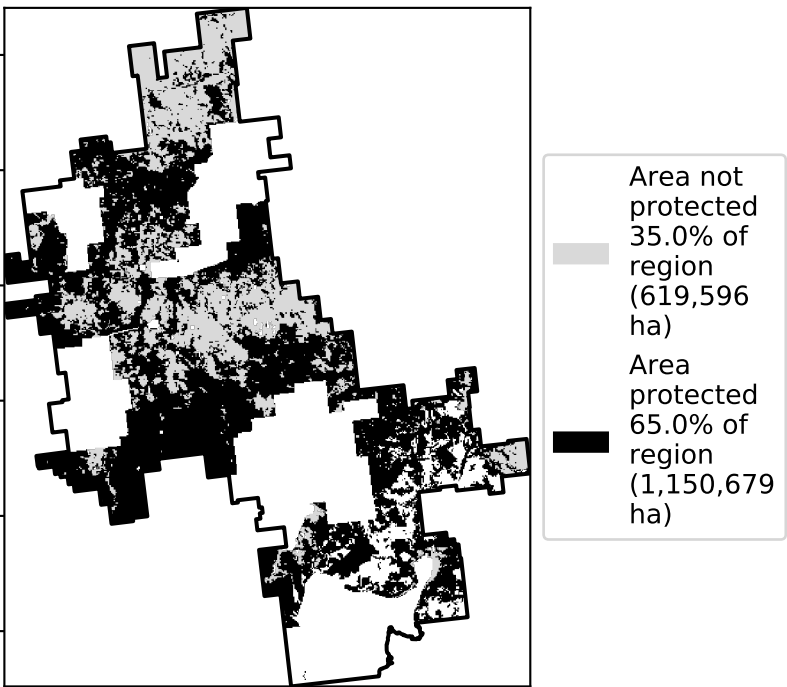 Area not
protected
35.0% of
region
(619,596
ha)
Area
protected
65.0% of
region
(1,150,679
ha)